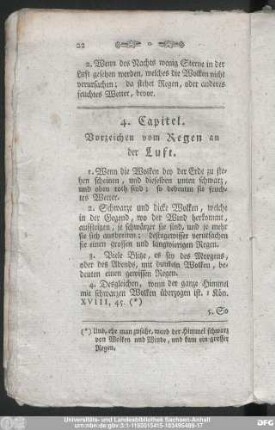 22
2. Wenn des Nachts wenig Sterne in der
Luft gesehen werden, welches die Wolken nicht
verursachen; da stehet Regen, oder anderes
feuchtes Wetter, bevor.
4. Capitel.
Vorzeichen vom Regen an
der Luft.
1. Wenn die Wolken bey der Erde zu ste-
hen scheinen, und dieselben unten schwarz,
und oben roth sind; so bedeuten sie feuch-
tes Wetter.
2. Schwarze und dicke Wolken, welche
in der Gegend, wo der Wind herkommt,
aufsteigen, je schwärzer sie sind, und je mehr
sie sich ausbreiten; desto gewisser verursachen
sie einen grossen und langwierigen Regen.
3. Viele Blitze, es sey des Morgens,
oder des Abends, mit dunkeln Wolken, be-
deuten einen gewissen Regen.
4. Desgleichen, wenn der ganze Himmel
mit schwarzen Wolken überzogen ist. 1 Kön.
XVIII, 45. (*)
5. So
(*) Und, ehe man zusahe, ward der Himmel schwarz
von Wolken und Winde, und kam ein grosser
Regen.
Universitäts- und Landesbibliothek Sachsen-Anhalt